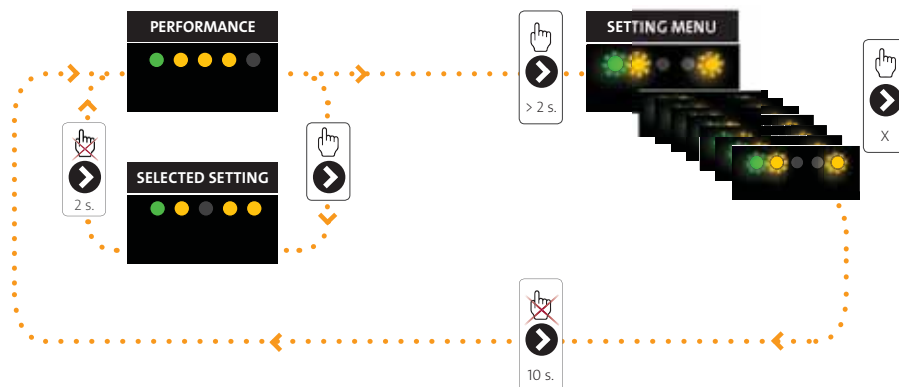 PERFORMANCE
SETTING MENU
> 2 s.
X
2 s.
SELECTED SETTING
10 s.